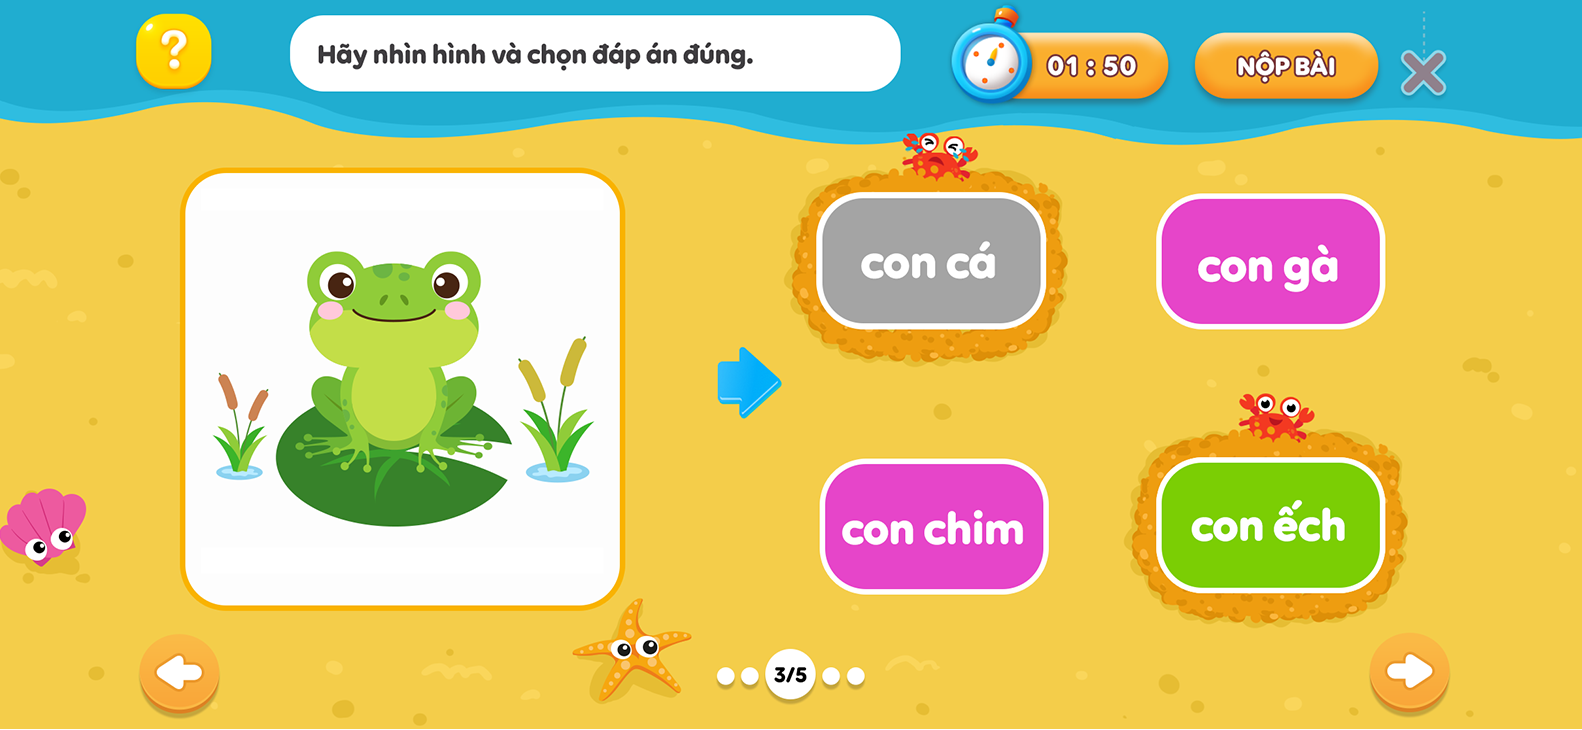 ?
Hãy nhìn hình và chọn đáp án đúng.
01 : 50
NỘP BÀI
con cá
con gà
con chim
con ếch
3/5